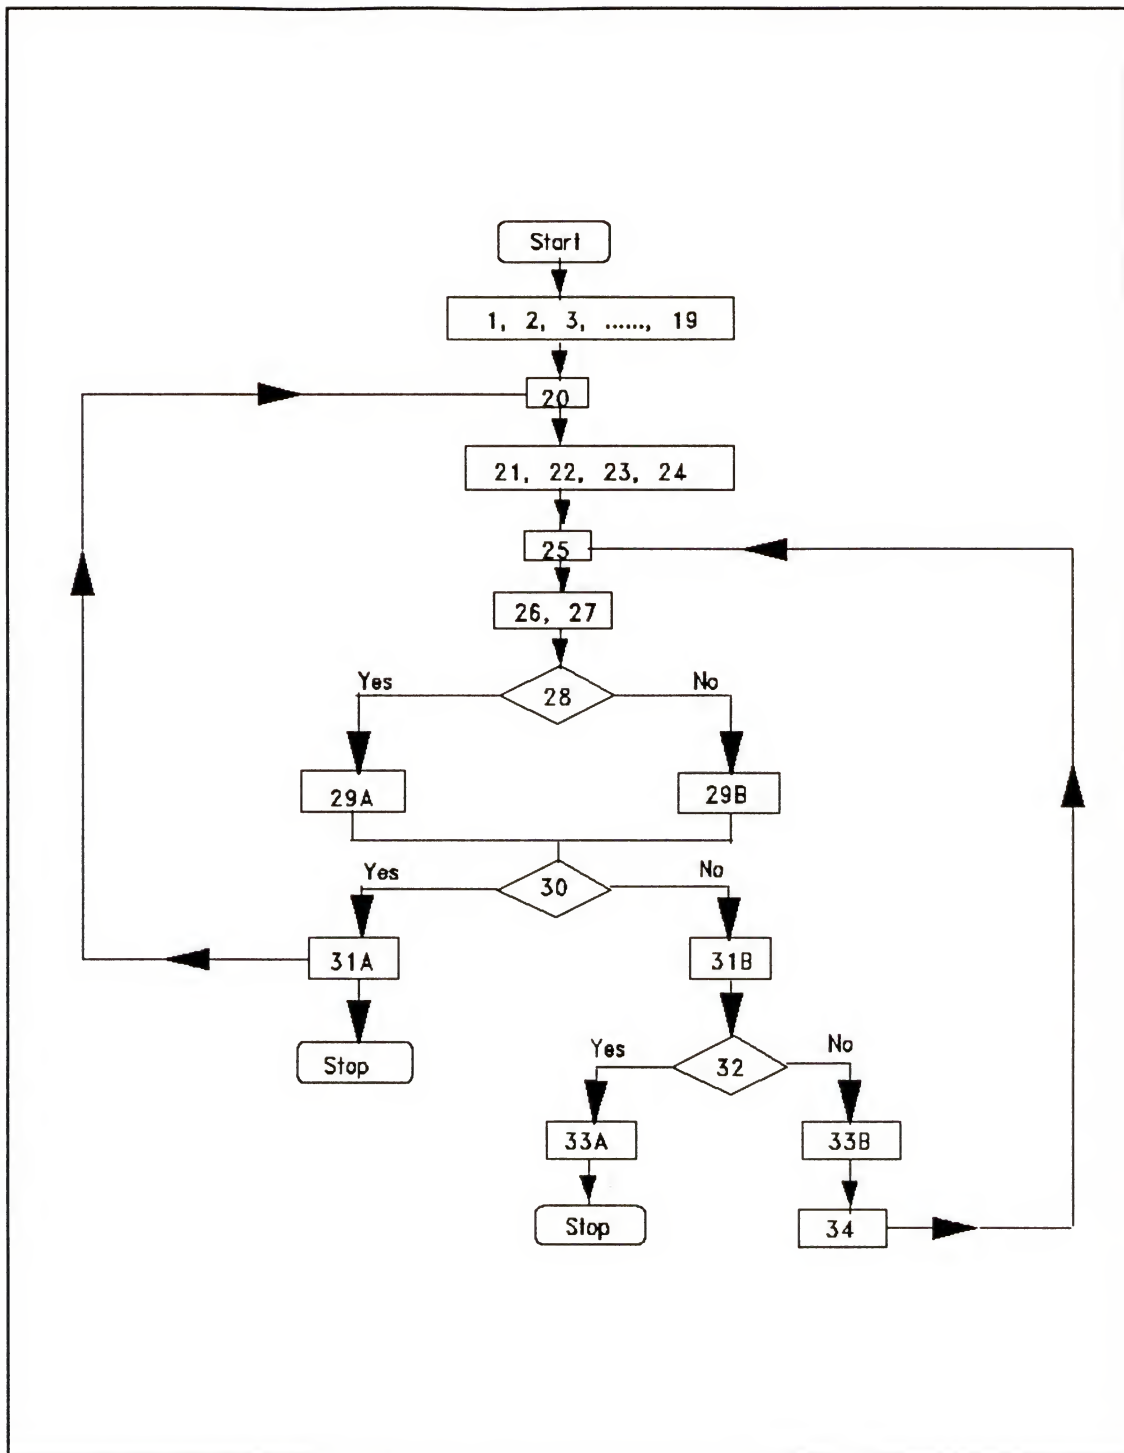 Start
1, 2, 3, ......, 19
20
21, 22, 23, 24
25
26, 27
Yes
28
No
29A
29B
Yes
30
No
31A
31B
Stop
Yes
32
No
33A
33B
Stop
34